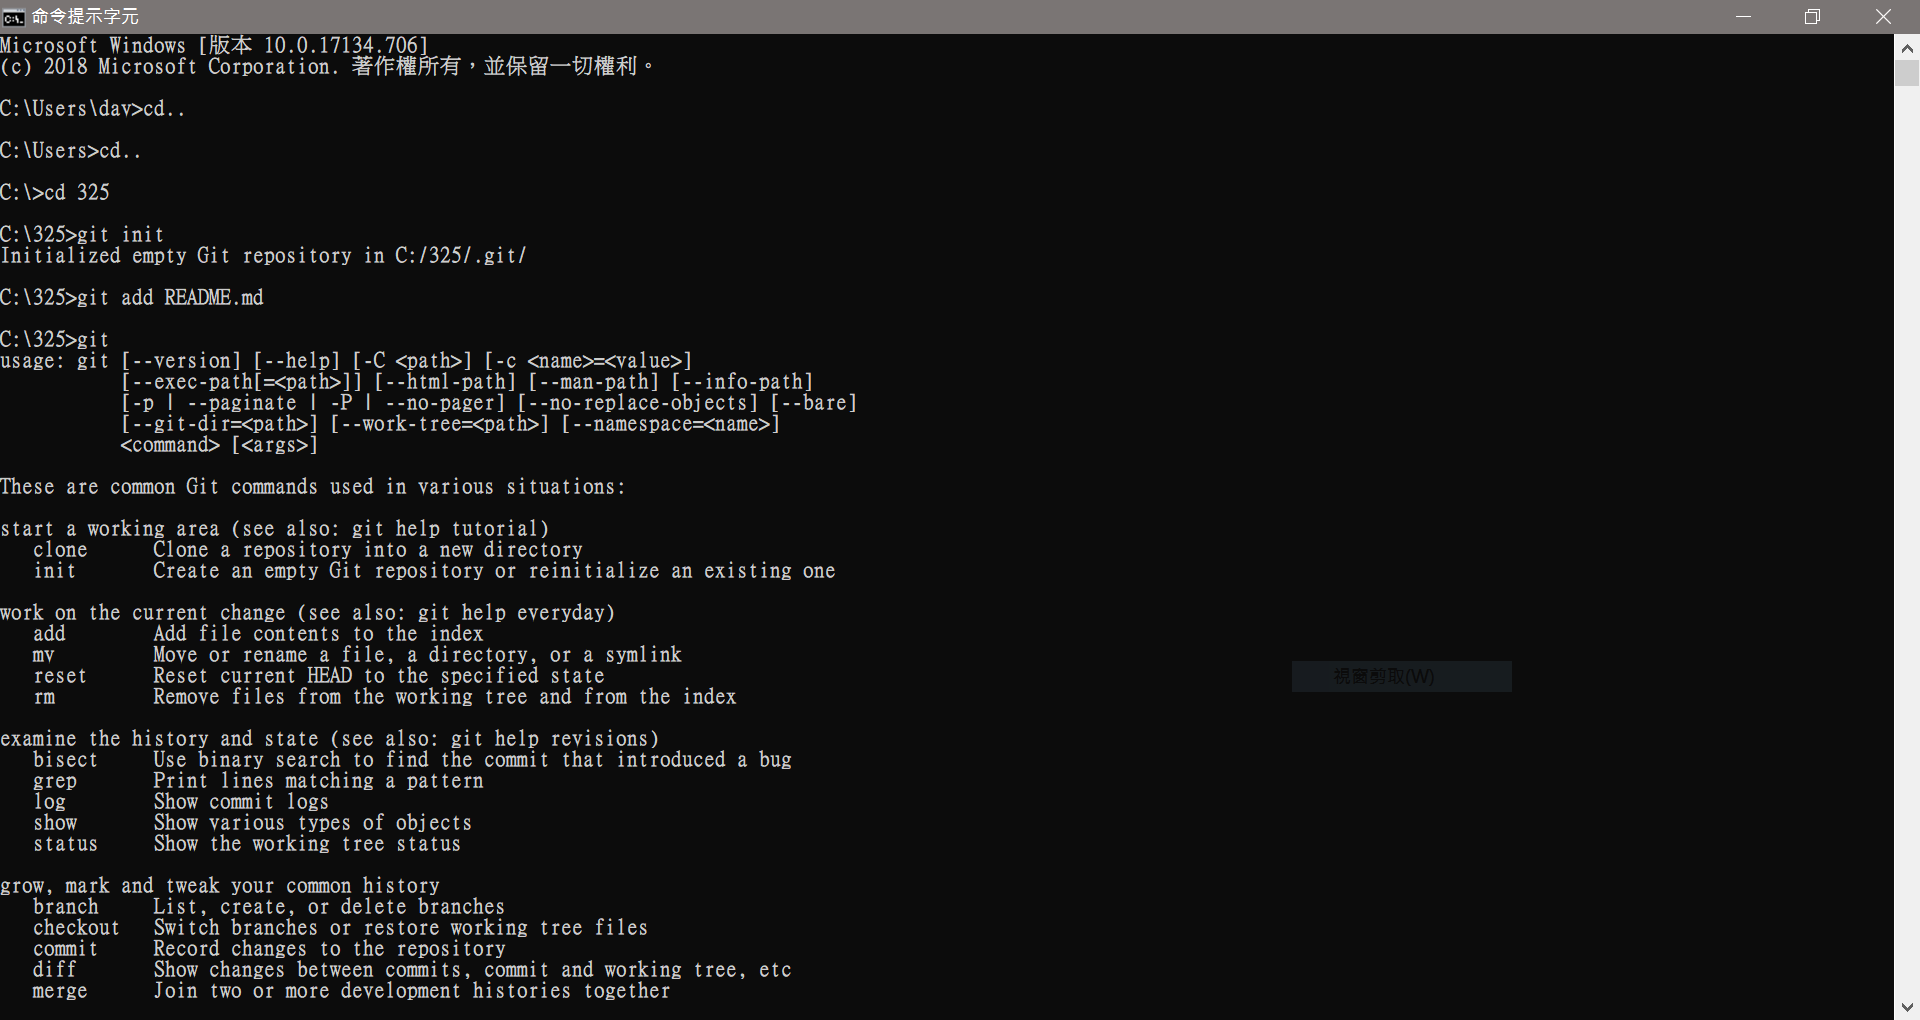 命令提示字元
Microsoft Windows [版本 10.0.17134.706]
(c) 2018 Microsoft Corporation. 著作權所有，並保留一切權利。
C:\Users\dav>cd..
C:\Users>cd..
C:\>cd 325
C:\325>git init
Initialized empty Git repository in C:/325/.git/
C:\325>git add README.md
C:\325>git
usage: git [--version] [--help] [-C <path>] [-c <name>=<value>]
[--exec-path[=<path>]] [--html-path] [--man-path] [--info-path]
[-p | --paginate | -P | --no-pager] [--no-replace-objects] [--bare]
[--git-dir=<path>] [--work-tree=<path>] [--namespace=<name>]
<command> [<args>]
These are common Git commands used in various situations:
start a working area (see also: git help tutorial)
clone Clone a repository into a new directory
init Create an empty Git repository or reinitialize an existing one
work on the current change (see also: git help everyday)
add Add file contents to the index
mv Move or rename a file, a directory, or a symlink
reset Reset current HEAD to the specified state
rm Remove files from the working tree and from the index
視窗剪取(W)
examine the history and state (see also: git help revisions)
bisect Use binary search to find the commit that introduced a bug
grep Print lines matching a pattern
log Show commit logs
show Show various types of objects
status Show the working tree status
grow, mark and tweak your common history
branch List, create, or delete branches
checkout Switch branches or restore working tree files
commit Record changes to the repository
diff Show changes between commits, commit and working tree, etc
merge Join two or more development histories together